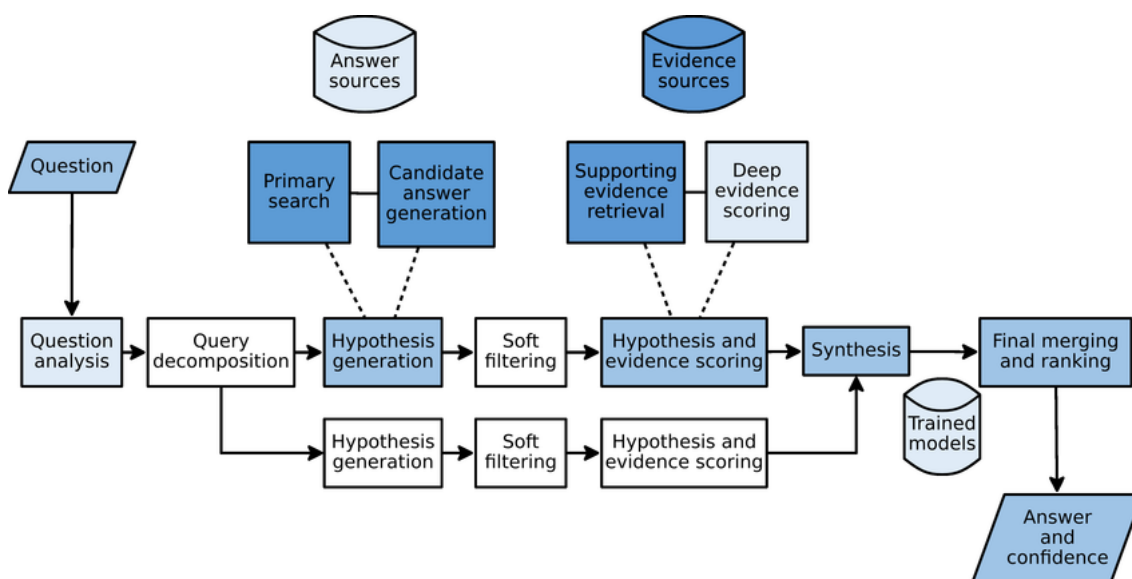 Answer
sources
Evidence
sources
Question
Primary
search
Candidate
answer
generation
Supporting
evidence
retrieval
Deep
evidence
scoring
Question
analysis
Query
decomposition
Hypothesis
generation
Soft
filtering
Hypothesis and
evidence scoring
Synthesis
Final merging
and ranking
Trained
models
Hypothesis
generation
Soft
filtering
Hypothesis and
evidence scoring
Answer
and
confidence